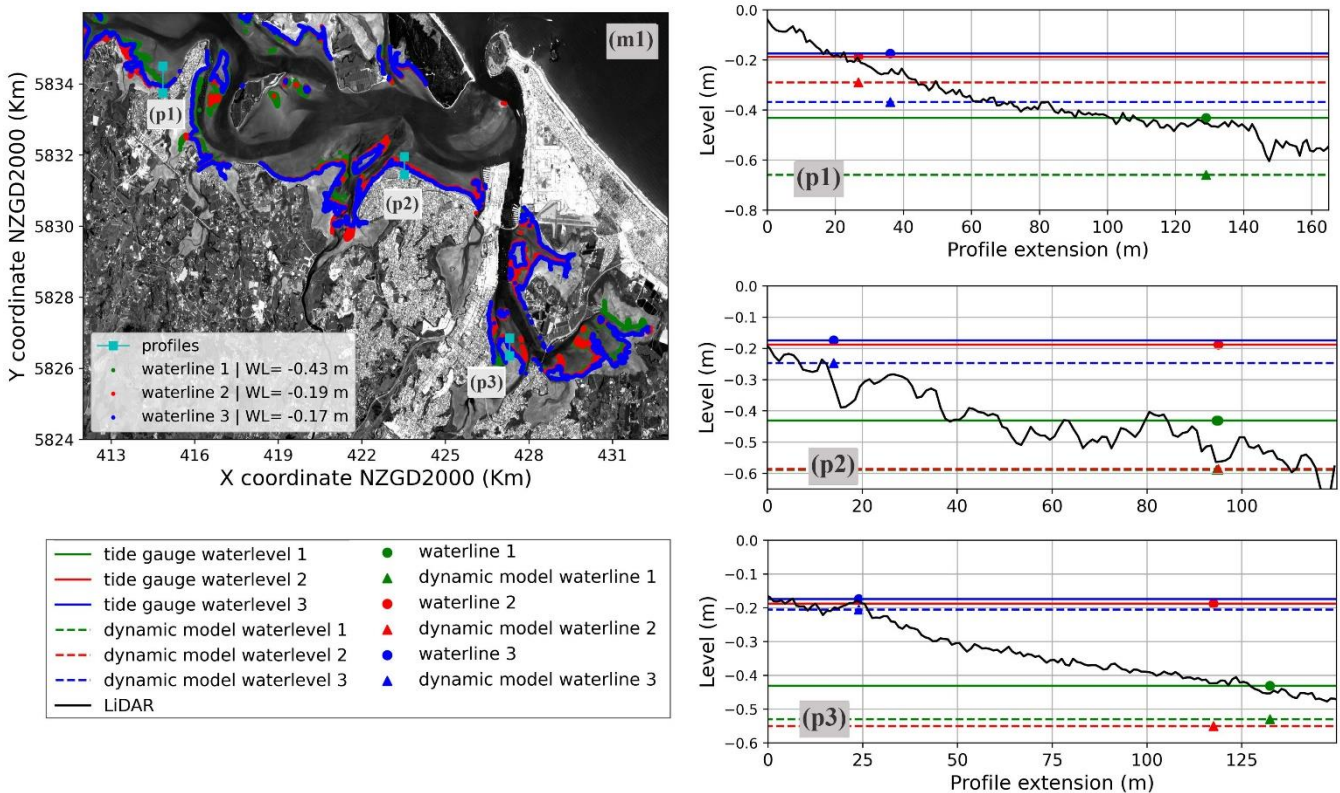 (m1)
(p1)
(p2)
(p3)
5834
5832
5830
5828
5826
5824
Y coordinate NZGD2000 (Km)
profiles
waterline 1 | WL= -0.43 m
waterline 2 | WL= -0.19 m
waterline 3 | WL= -0.17 m
413 416 419 422 425 428 431
X coordinate NZGD2000 (Km)
tide gauge waterlevel 1
tide gauge waterlevel 2
tide gauge waterlevel 3
dynamic model waterlevel 1
dynamic model waterlevel 2
dynamic model waterlevel 3
LiDAR
waterline 1
dynamic model waterline 1
waterline 2
dynamic model waterline 2
waterline 3
dynamic model waterline 3
−0.0
−0.2
−0.4
−0.6
−0.8
Level (m)
(p1)
0 20 40 60 80 100 120 140 160
Profile extension (m)
−0.0
−0.1
−0.2
−0.3
−0.4
−0.5
−0.6
Level (m)
(p2)
0 20 40 60 80 100
−0.0
−0.1
−0.2
−0.3
−0.4
−0.5
−0.6
Level (m)
(p3)
0 25 50 75 100 125
Profile extension (m)